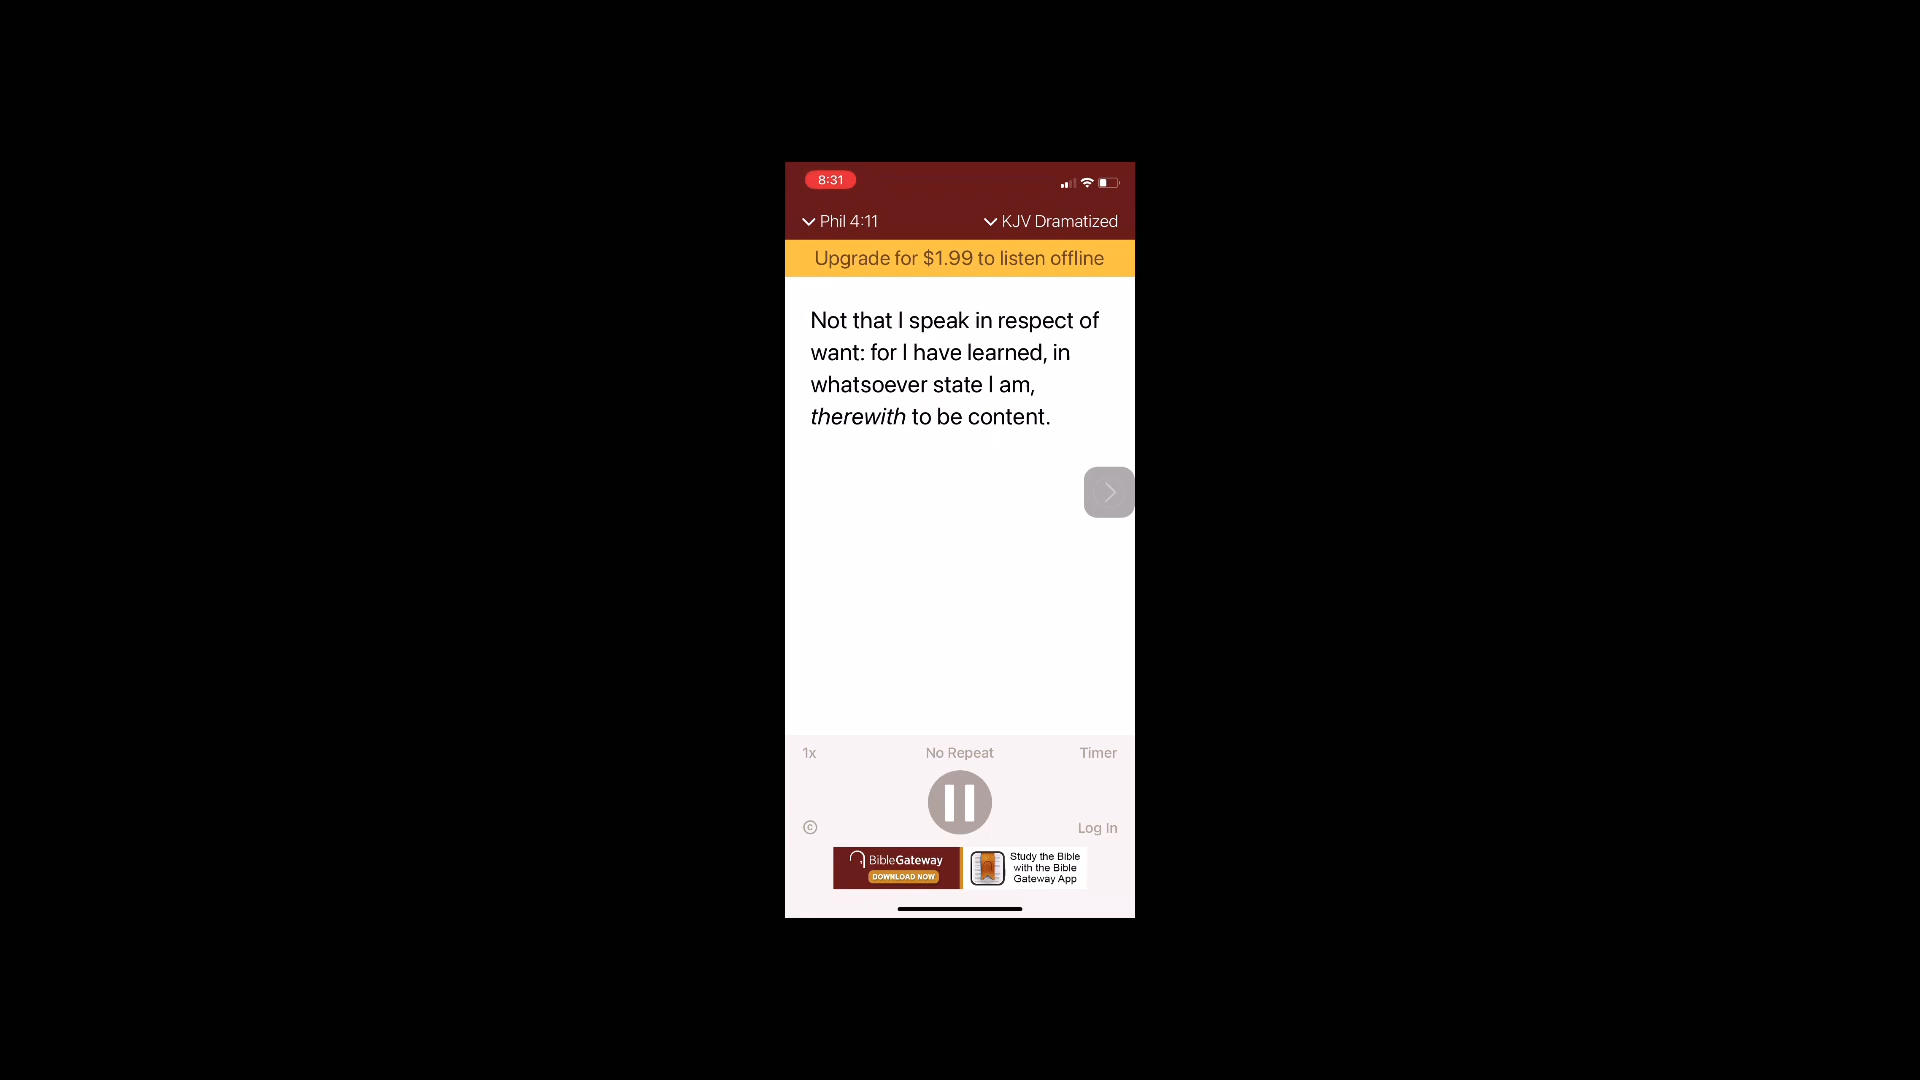 8:31
Phil 4:11
KJV Dramatized
Upgrade for $1.99 to listen offline
Not that I speak in respect of
want: for I have learned, in
whatsoever state I am,
therewith to be content.
1x
No Repeat
Timer
©
Log In
BibleGateway
DOWNLOAD NOW
Study the Bible
with the Bible
Gateway App